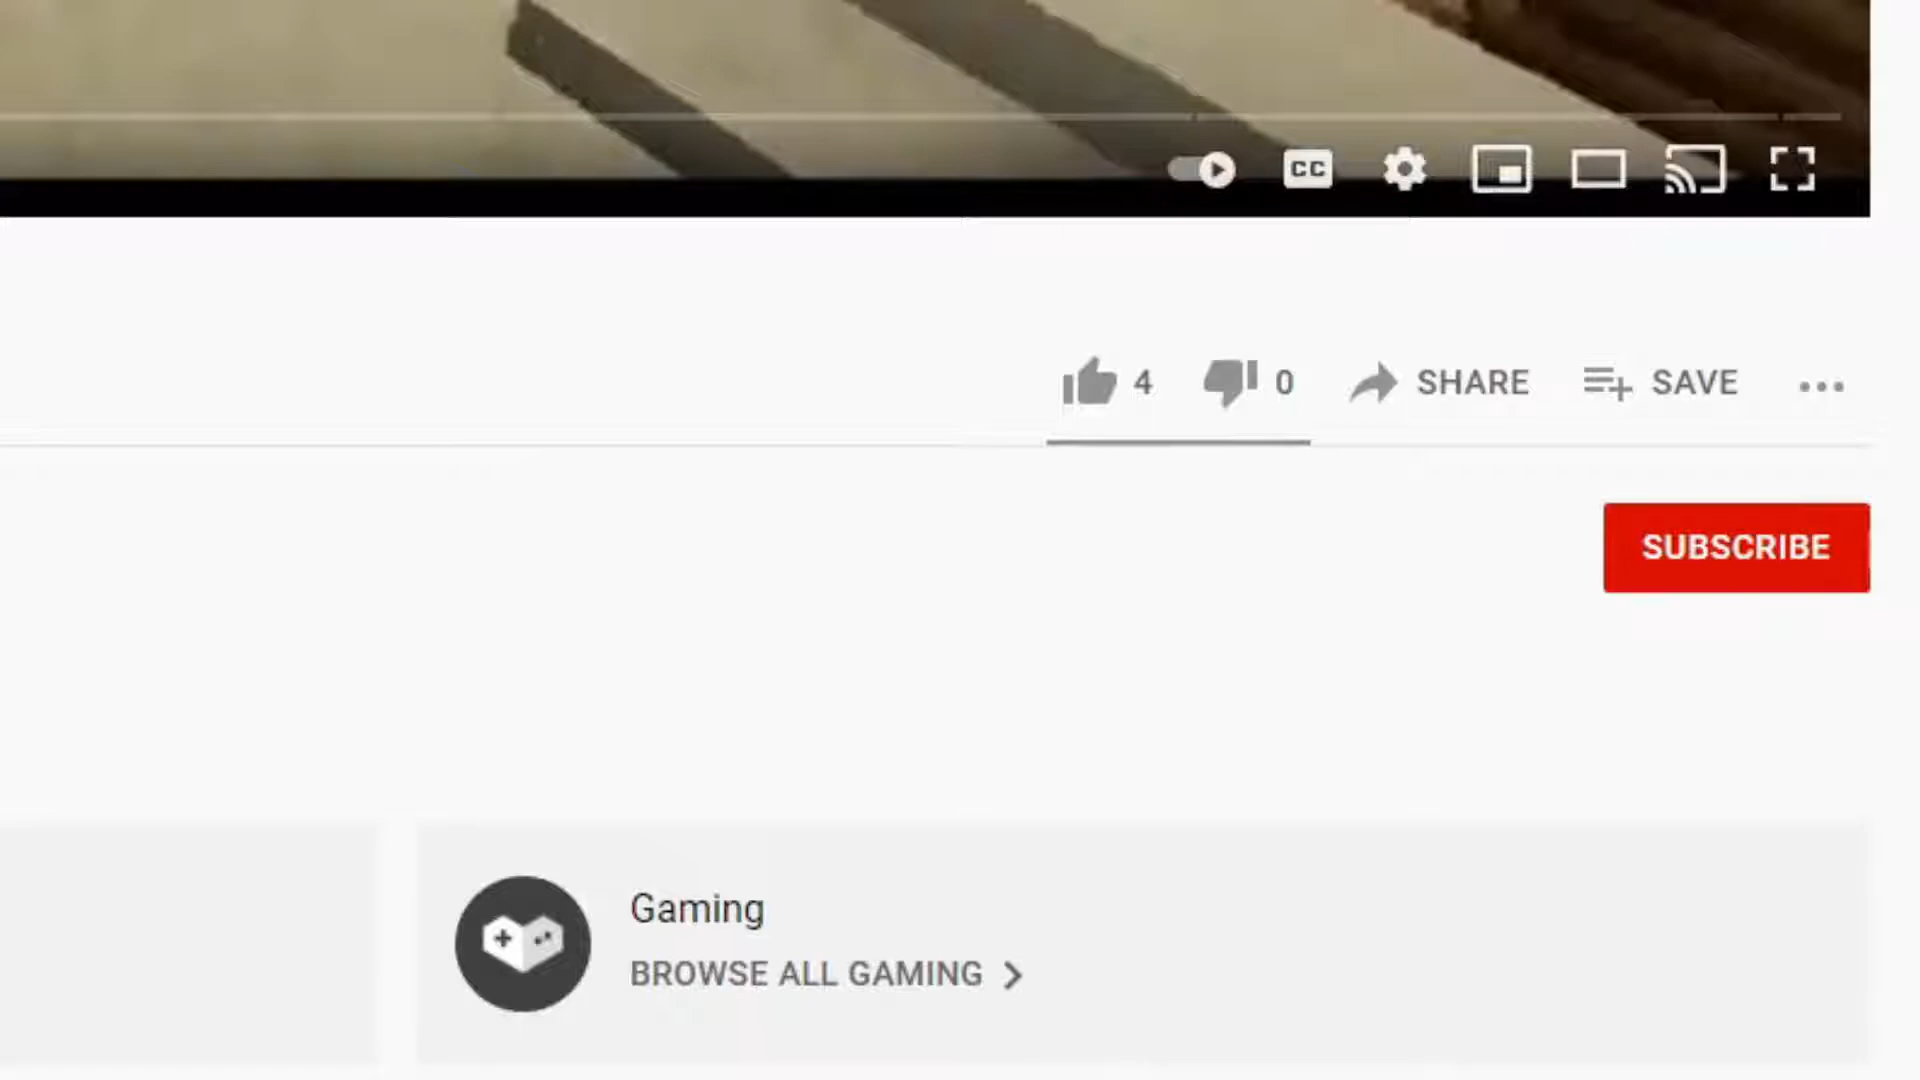 CC
4 0 SHARE SAVE
SUBSCRIBE
Gaming
BROWSE ALL GAMING